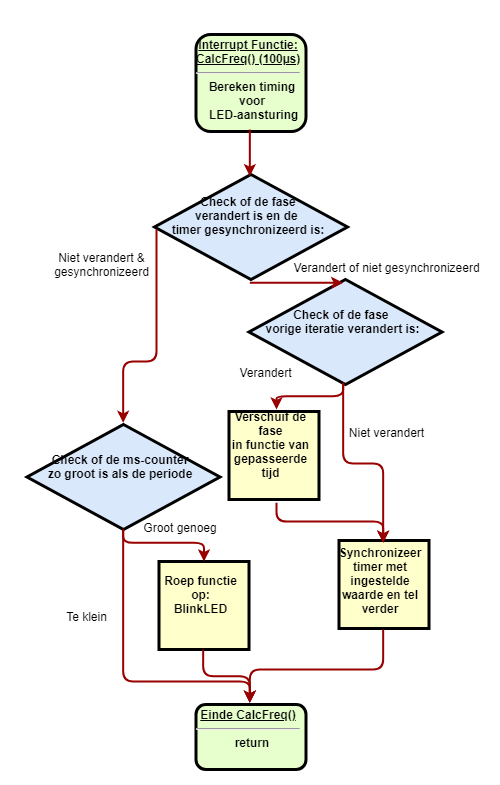 Interrupt Functie:
CalcFreq() (100µs)
Bereken timing
voor
LED-aansturing
Check of de fase
verandert is en de
timer gesynchronizeerd is:
Niet verandert &
gesynchronizeerd
Verandert of niet gesynchronizeerd
Check of de fase
vorige iteratie verandert is:
Verandert
Verschuif de
fase
in functie van
gepasseerde
tijd
Niet verandert
Check of de ms-counter
zo groot is als de periode
Groot genoeg
Synchronizeer
timer met
ingestelde
waarde en tel
verder
Roep functie
op:
BlinkLED
Te klein
Einde CalcFreq()
return